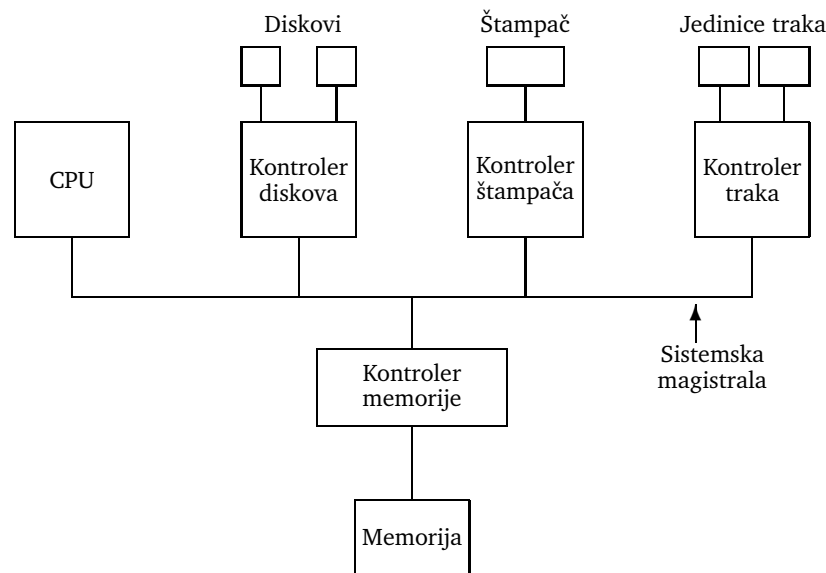 Diskovi
Štampač
Jedinice traka
CPU
Kontroler
diskova
Kontroler
štampača
Kontroler
traka
Sistemska
magistrala
Kontroler
memorije
Memorija